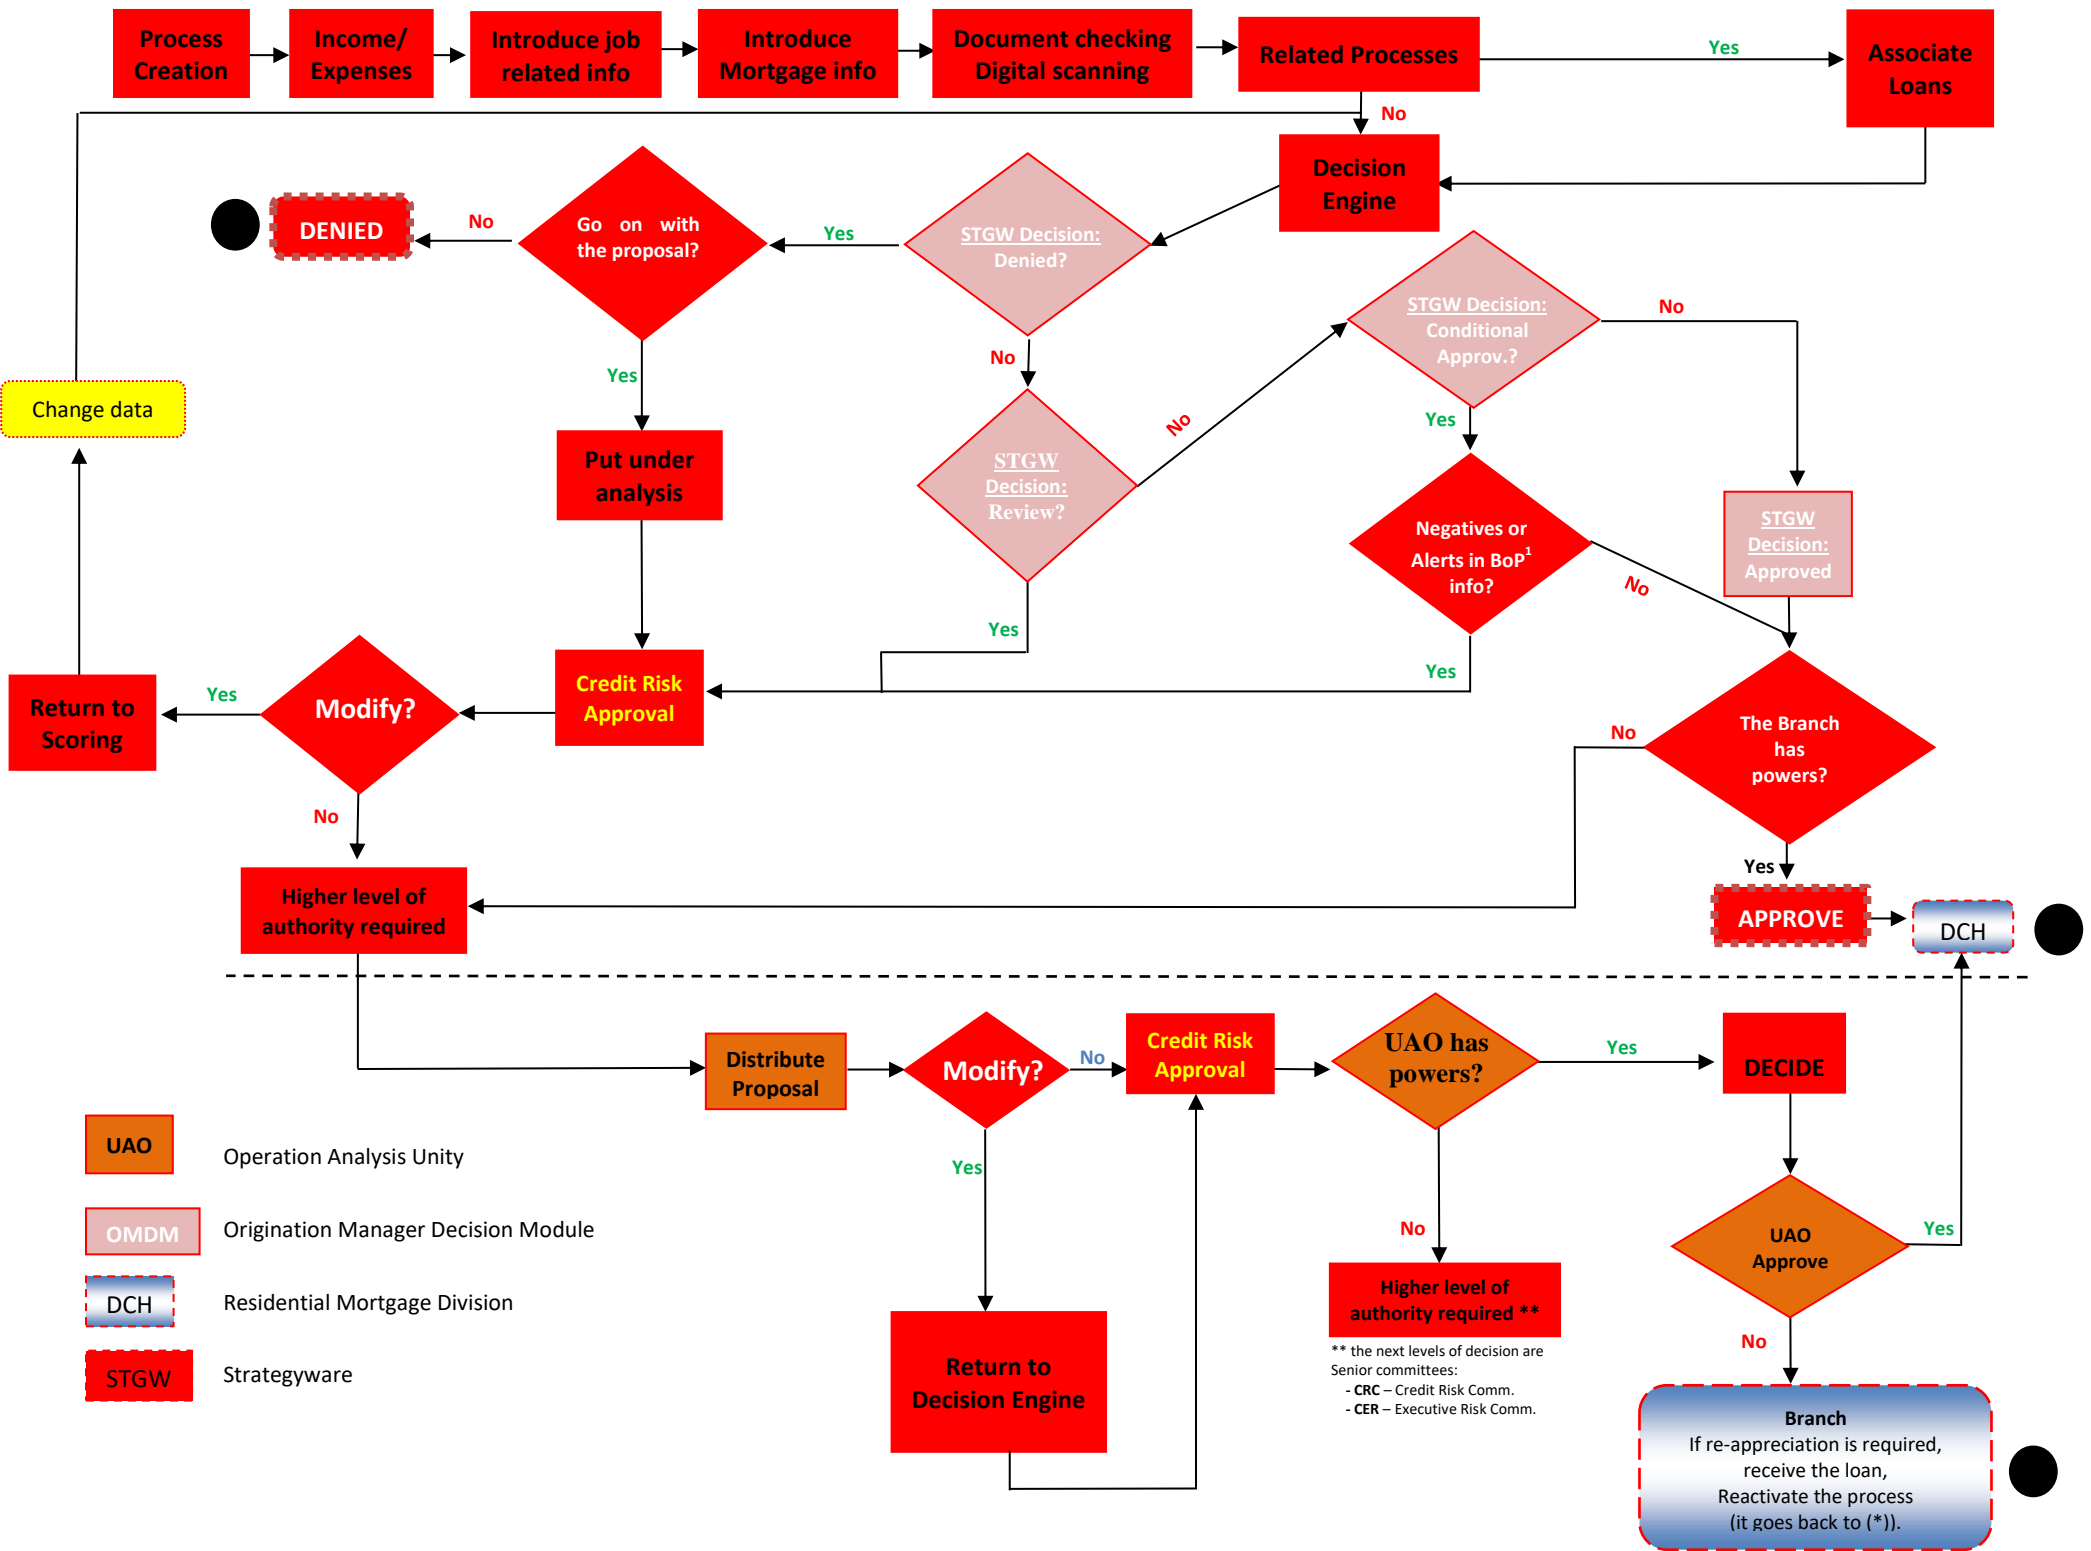 Process
Creation
Income/
Expenses
Introduce job
related info
Introduce
Mortgage info
Document checking
Digital scanning
Related Processes
Yes
Associate
Loans
No
Decision
Engine
DENIED
No
Go on with
the proposal?
Yes
STGW Decision:
Denied?
STGW Decision:
Conditional
Approv.?
No
No
Yes
Change data
Yes
No
Put under
analysis
STGW
Decision:
Review?
Negatives or
Alerts in BoP1
info?
STGW
Decision:
Approved
No
Yes
Yes
Credit Risk
Approval
Modify?
Yes
Return to
Scoring
The Branch
has
powers?
No
No
Yes
Higher level of
authority required
APPROVE
DCH
Distribute
Proposal
Modify?
No
Credit Risk
Approval
UAO has
powers?
Yes
DECIDE
UAO
Operation Analysis Unity
Yes
OMDM
Origination Manager Decision Module
No
UAO
Approve
Yes
DCH
Residential Mortgage Division
Higher level of
authority required **
No
STGW
Strategyware
Return to
Decision Engine
** the next levels of decision are
Senior committees:
- CRC – Credit Risk Comm.
- CER – Executive Risk Comm.
Branch
If re-appreciation is required,
receive the loan,
Reactivate the process
(it goes back to (*)).